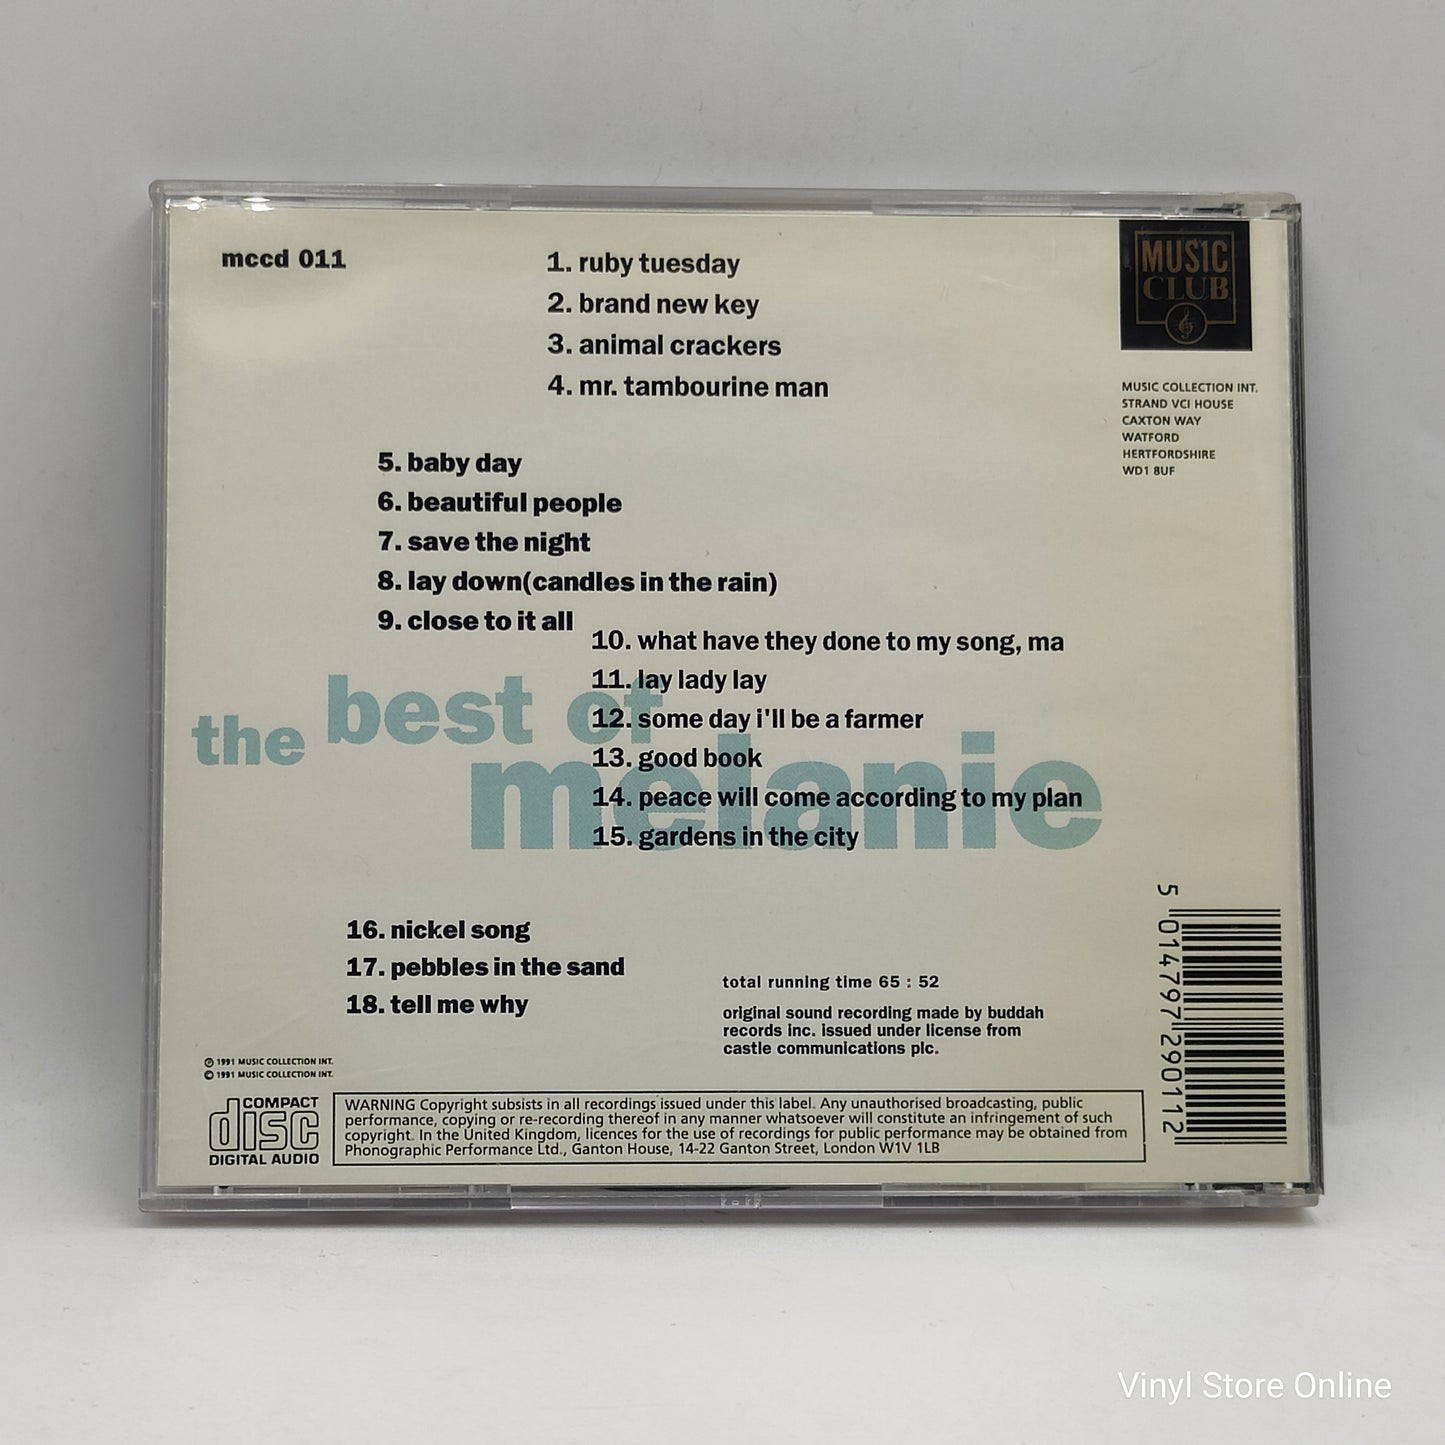 mccd 011
1. ruby tuesday
2. brand new key
3. animal crackers
4. mr. tambourine man
MUSIC
CLUB
MUSIC COLLECTION INT.
STRAND VCI HOUSE
CAXTON WAY
WATFORD
HERTFORDSHIRE
WD1 8UF
5. baby day
6. beautiful people
7. save the night
8. lay down(candles in the rain)
9. close to it all
10. what have they done to my song, ma
11. lay lady lay
12. some day i'll be a farmer
13. good book
14. peace will come according to my plan
15. gardens in the city
the best of
melanie
16. nickel song
17. pebbles in the sand
18. tell me why
total running time 65 : 52
original sound recording made by buddah
records inc. issued under license from
castle communications plc.
℗ 1991 MUSIC COLLECTION INT.
© 1991 MUSIC COLLECTION INT.
COMPACT
disc
DIGITAL AUDIO
WARNING Copyright subsists in all recordings issued under this label. Any unauthorised broadcasting, public
performance, copying or re-recording thereof in any manner whatsoever will constitute an infringement of such
copyright. In the United Kingdom, licences for the use of recordings for public performance may be obtained from
Phonographic Performance Ltd., Ganton House, 14-22 Ganton Street, London W1V 1LB
5 014797 290112
Vinyl Store Online